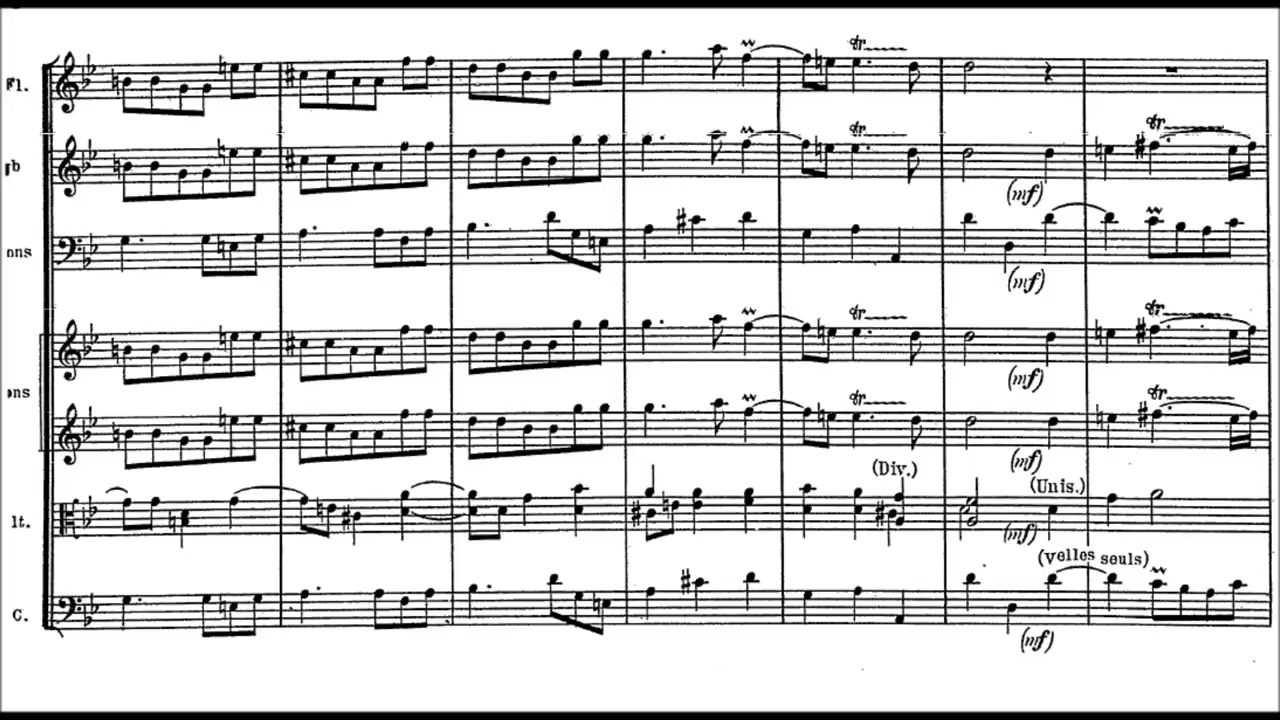 Fl.
tr
tr
tr
(mf)
ons
(mf)
tr
tr
(mf)
ons
tr
tr
(Div.)
(mf)
(Unis.)
lt.
(mf)
(Velles seuls)
C.
(mf)